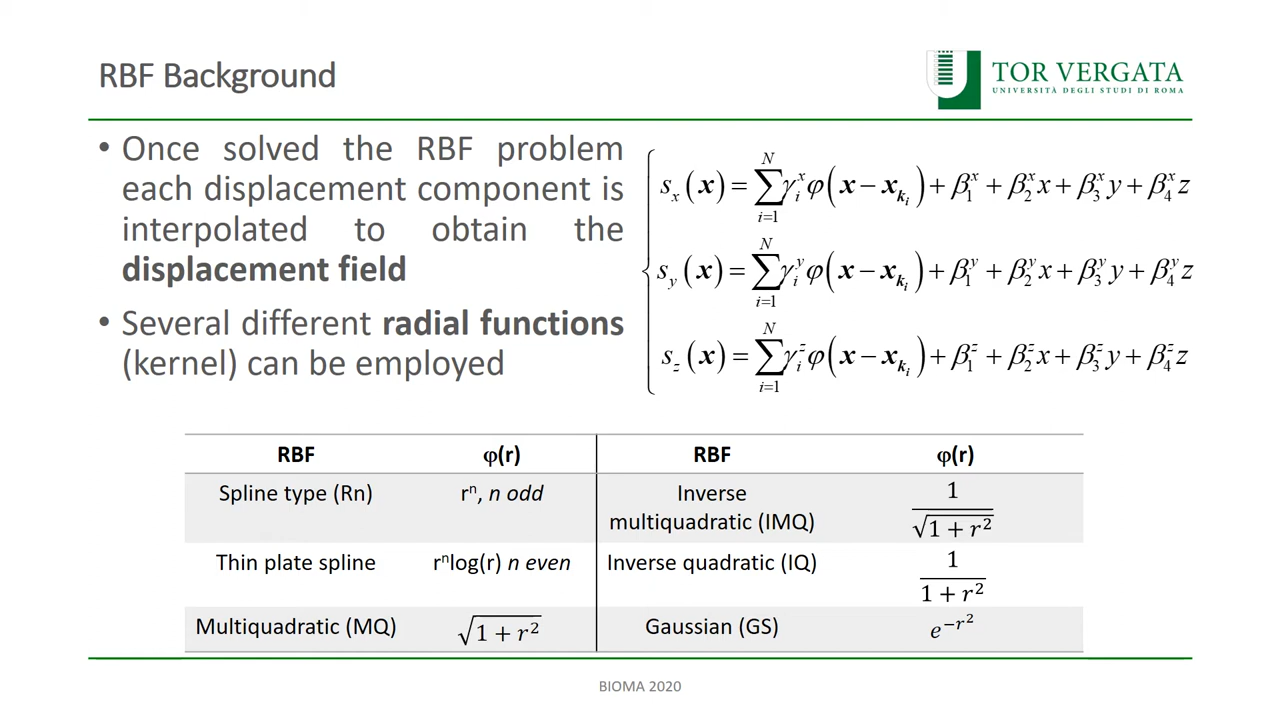 RBF Background
TOR VERGATA
UNIVERSITÀ DEGLI STUDI DI ROMA
• Once solved the RBF problem
each displacement component is
interpolated to obtain the
displacement field
• Several different radial functions
(kernel) can be employed
s_x(x) = ∑_{i=1}^{N} γ_i^x φ(x − x_{k_i}) + β_1^x + β_2^x x + β_3^x y + β_4^x z
s_y(x) = ∑_{i=1}^{N} γ_i^y φ(x − x_{k_i}) + β_1^y + β_2^y x + β_3^y y + β_4^y z
s_z(x) = ∑_{i=1}^{N} γ_i^z φ(x − x_{k_i}) + β_1^z + β_2^z x + β_3^z y + β_4^z z
RBF φ(r) RBF φ(r)
Spline type (Rn) rⁿ, n odd Inverse
multiquadratic (IMQ) 1/√(1 + r²)
Thin plate spline rⁿlog(r) n even Inverse quadratic (IQ) 1/(1 + r²)
Multiquadratic (MQ) √(1 + r²) Gaussian (GS) e^{−r²}
BIOMA 2020